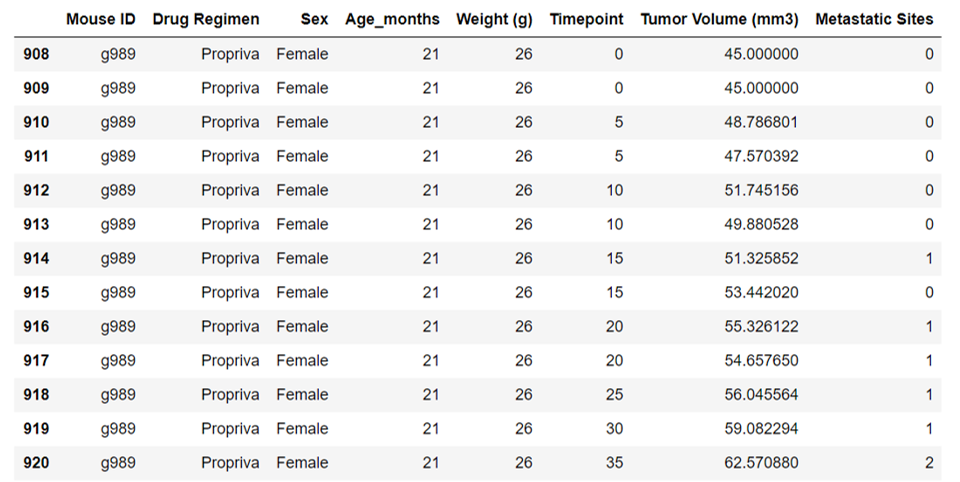 Mouse ID Drug Regimen Sex Age_months Weight (g) Timepoint Tumor Volume (mm3) Metastatic Sites
908 g989 Propriva Female 21 26 0 45.000000 0
909 g989 Propriva Female 21 26 0 45.000000 0
910 g989 Propriva Female 21 26 5 48.786801 0
911 g989 Propriva Female 21 26 5 47.570392 0
912 g989 Propriva Female 21 26 10 51.745156 0
913 g989 Propriva Female 21 26 10 49.880528 0
914 g989 Propriva Female 21 26 15 51.325852 1
915 g989 Propriva Female 21 26 15 53.442020 0
916 g989 Propriva Female 21 26 20 55.326122 1
917 g989 Propriva Female 21 26 20 54.657650 1
918 g989 Propriva Female 21 26 25 56.045564 1
919 g989 Propriva Female 21 26 30 59.082294 1
920 g989 Propriva Female 21 26 35 62.570880 2